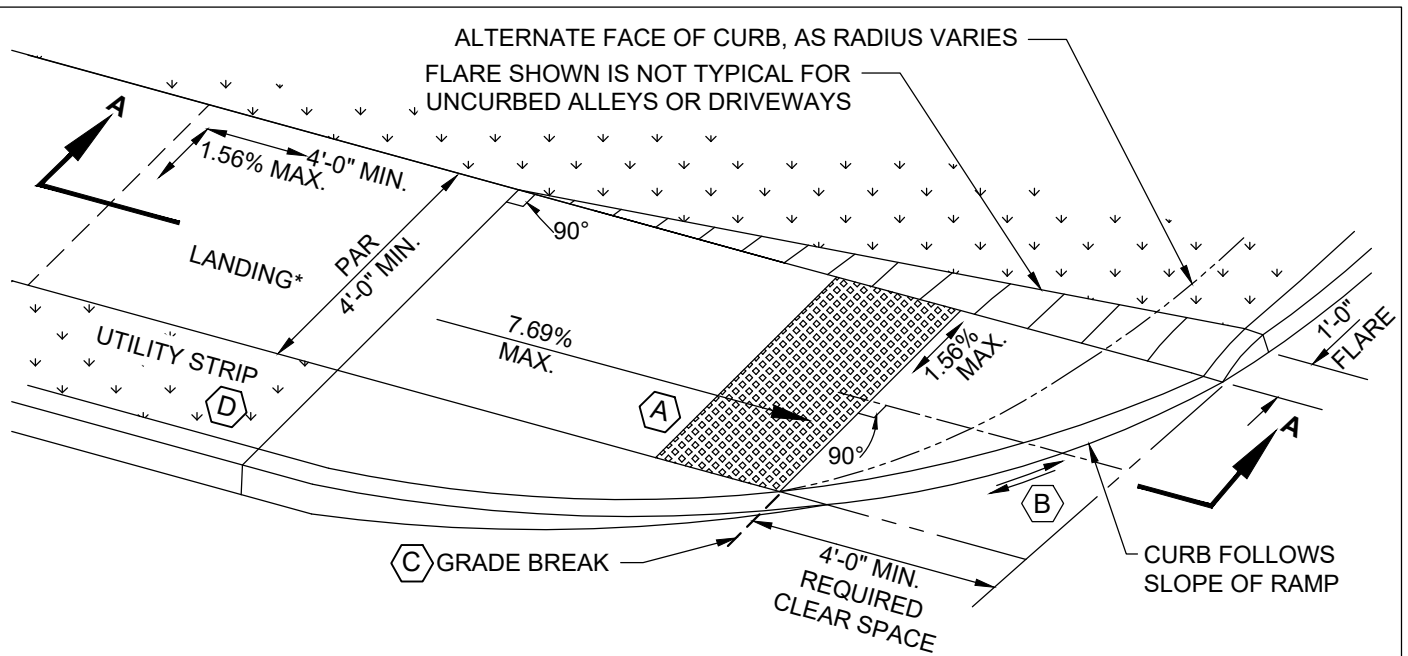 ALTERNATE FACE OF CURB, AS RADIUS VARIES
FLARE SHOWN IS NOT TYPICAL FOR
UNCURBED ALLEYS OR DRIVEWAYS
A
1.56% MAX.
4'-0" MIN.
90°
PAR
4'-0" MIN.
LANDING*
UTILITY STRIP
D
7.69%
MAX.
A
1.56%
MAX.
90°
1'-0"
FLARE
A
B
C
GRADE BREAK
4'-0" MIN.
REQUIRED
CLEAR SPACE
CURB FOLLOWS
SLOPE OF RAMP